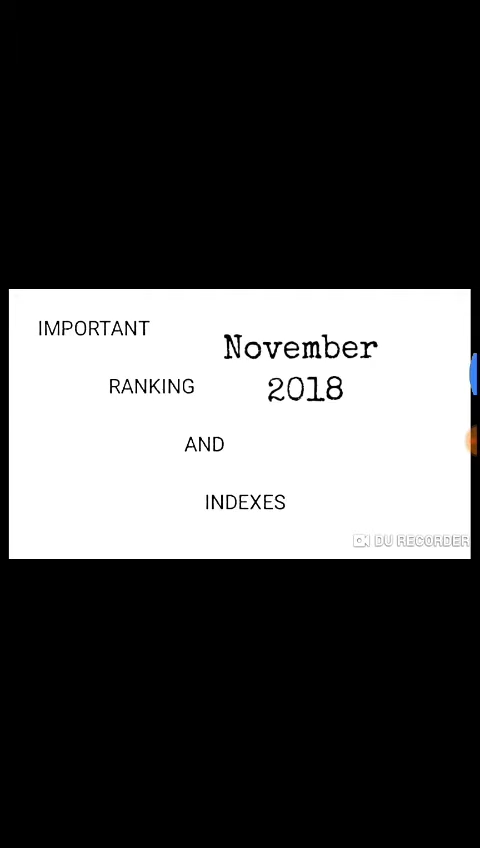 IMPORTANT
November
RANKING
2018
AND
INDEXES
DU RECORDER